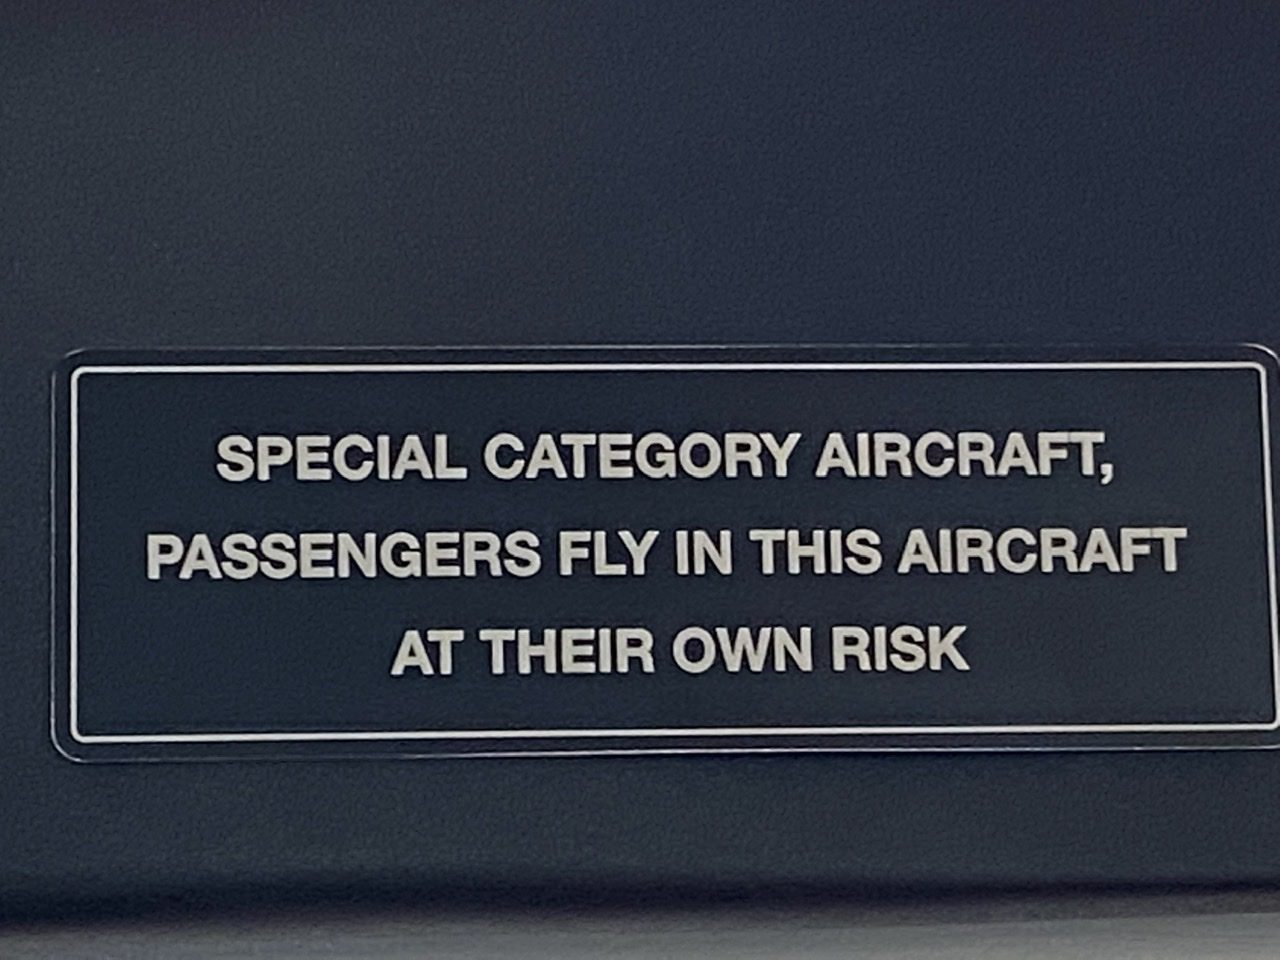 SPECIAL CATEGORY AIRCRAFT,
PASSENGERS FLY IN THIS AIRCRAFT
AT THEIR OWN RISK